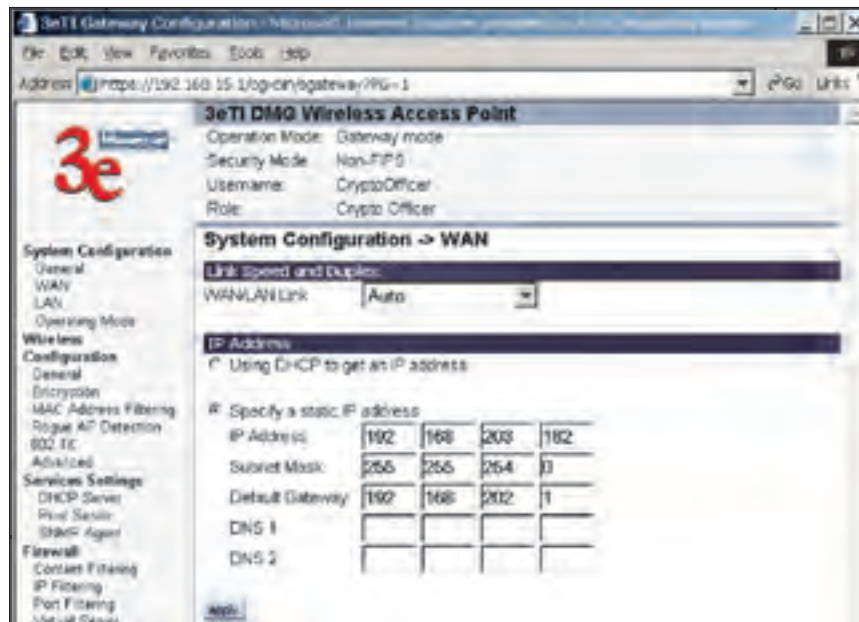 3eTI Gateway Configuration - Microsoft Internet
Edit View Favorites Tools Help
Address https://192.168.15.1/cgi-bin/sgateway?PG=1 Go Links
3e
3eTI DMG Wireless Access Point
Operation Mode: Gateway mode
Security Mode: Non-FIPS
Username: CryptoOfficer
Role: Crypto Officer
System Configuration -> WAN
Link Speed and Duplex
WAN/LAN Link Auto
IP Address
Using DHCP to get an IP address
Specify a static IP address
IP Address: 192 168 203 182
Subnet Mask: 255 255 254 0
Default Gateway: 192 168 202 1
DNS 1
DNS 2
Apply
System Configuration
General
WAN
LAN
Operating Mode
Wireless
Configuration
General
Encryption
MAC Address Filtering
Rogue AP Detection
Advanced
Services Settings
DHCP Server
Print Server
SNMP Agent
Firewall
Content Filtering
IP Filtering
Port Filtering
Virtual Server